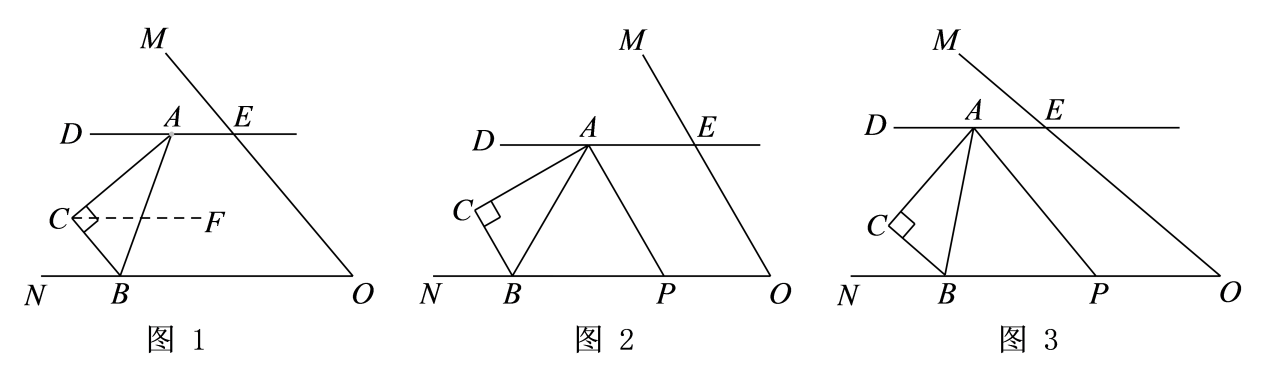 M M M
D A E D A E D A E
C F C C
N B O N B P O N B P O
图 1 图 2 图 3